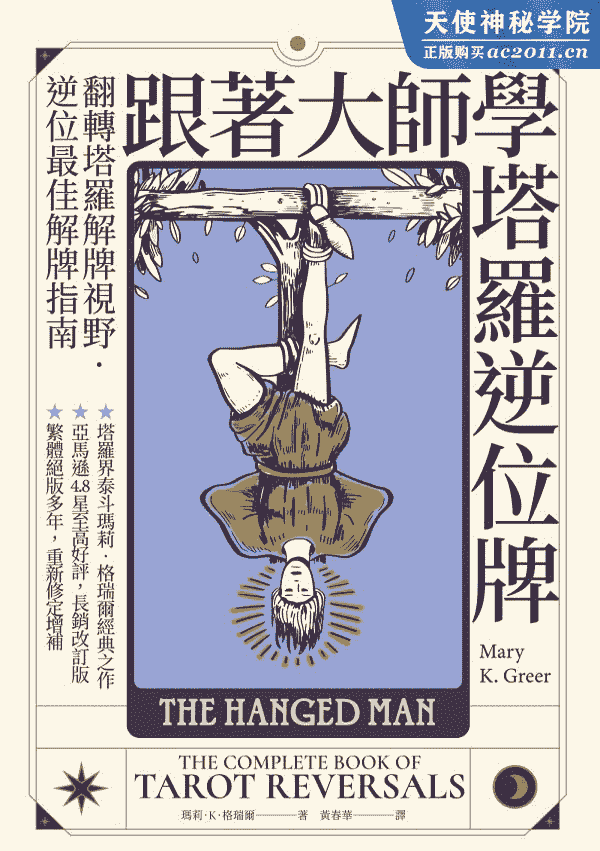 天使神秘学院
正版购买ac2011.cn
跟著大師學塔羅逆位牌
翻轉塔羅解牌視野·
逆位最佳解牌指南
★塔羅界泰斗瑪莉·格瑞爾經典之作
★亞馬遜4.8星至高好評，長銷改訂版
★繁體絕版多年，重新修定增補
Mary
K. Greer
THE HANGED MAN
THE COMPLETE BOOK OF
TAROT REVERSALS
瑪莉·K·格瑞爾——著 黃春華——譯